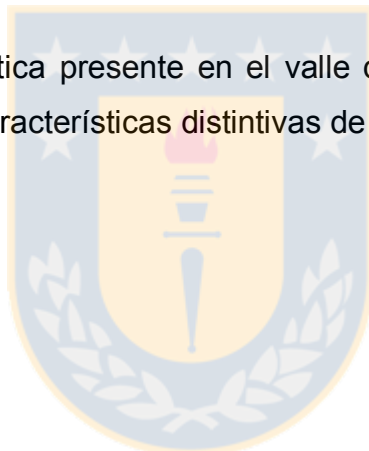 tica presente en el valle
racterísticas distintivas de